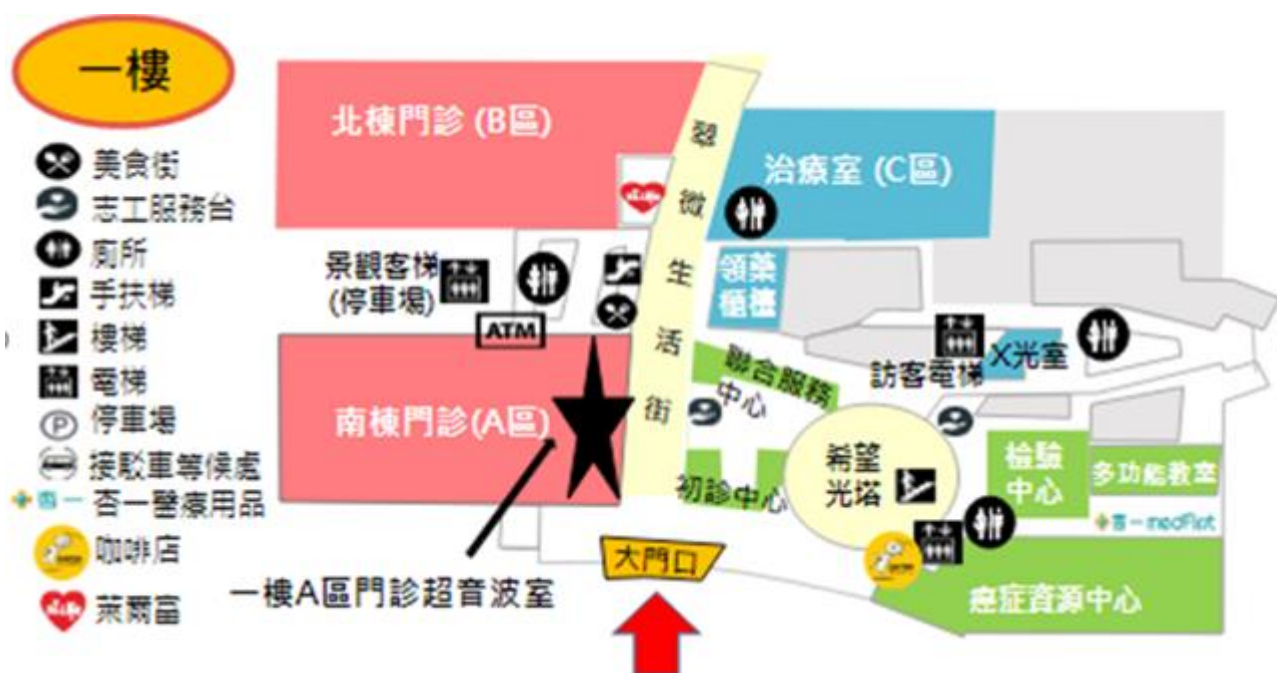 一樓
美食街
志工服務台
廁所
手扶梯
樓梯
電梯
P 停車場
接駁車等候處
杏一 杏一醫療用品
咖啡店
萊爾富
北棟門診 (B區)
翠微生活街
治療室 (C區)
景觀客梯
(停車場)
領藥
櫃檯
ATM
南棟門診(A區)
聯合服務
中心
訪客電梯
X光室
希望
光塔
檢驗
中心
多功能教室
初診中心
杏一 medfirst
大門口
一樓A區門診超音波室
癌症資源中心